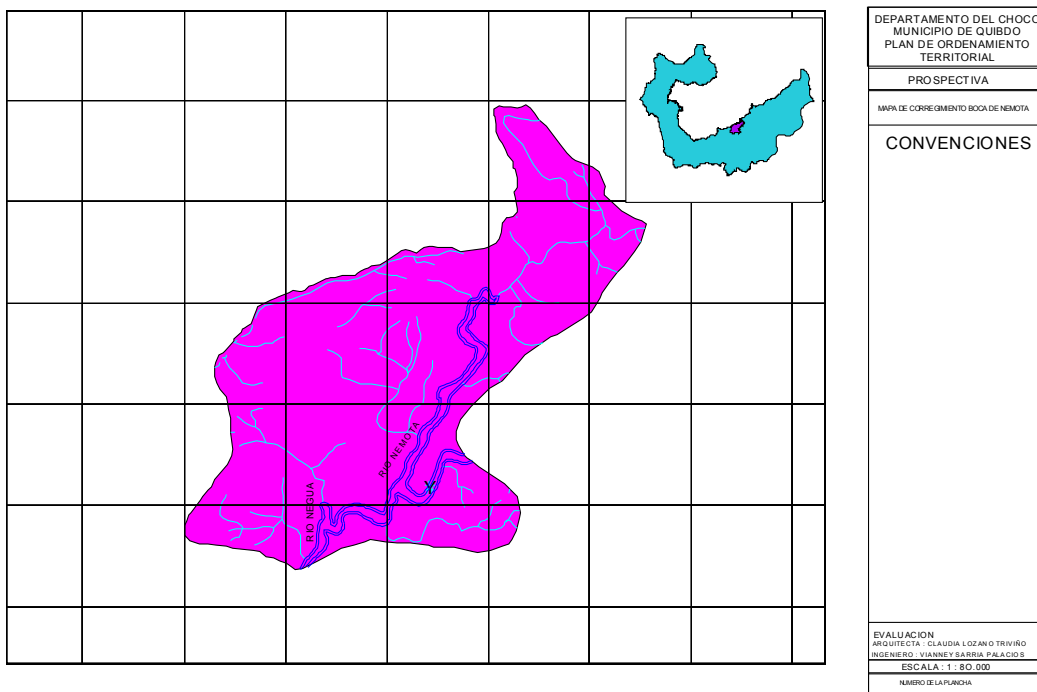 RIO NEMOTA
RIO NEGUA
DEPARTAMENTO DEL CHOCO
MUNICIPIO DE QUIBDO
PLAN DE ORDENAMIENTO
TERRITORIAL
PROSPECTIVA
MAPA DE CORREGIMIENTO BOCA DE NEMOTA
CONVENCIONES
EVALUACION
ARQUITECTA : CLAUDIA LOZANO TRIVIÑO
INGENIERO : VIANNEY SARRIA PALACIOS
ESCALA : 1 : 80.000
NUMERO DE LA PLANCHA